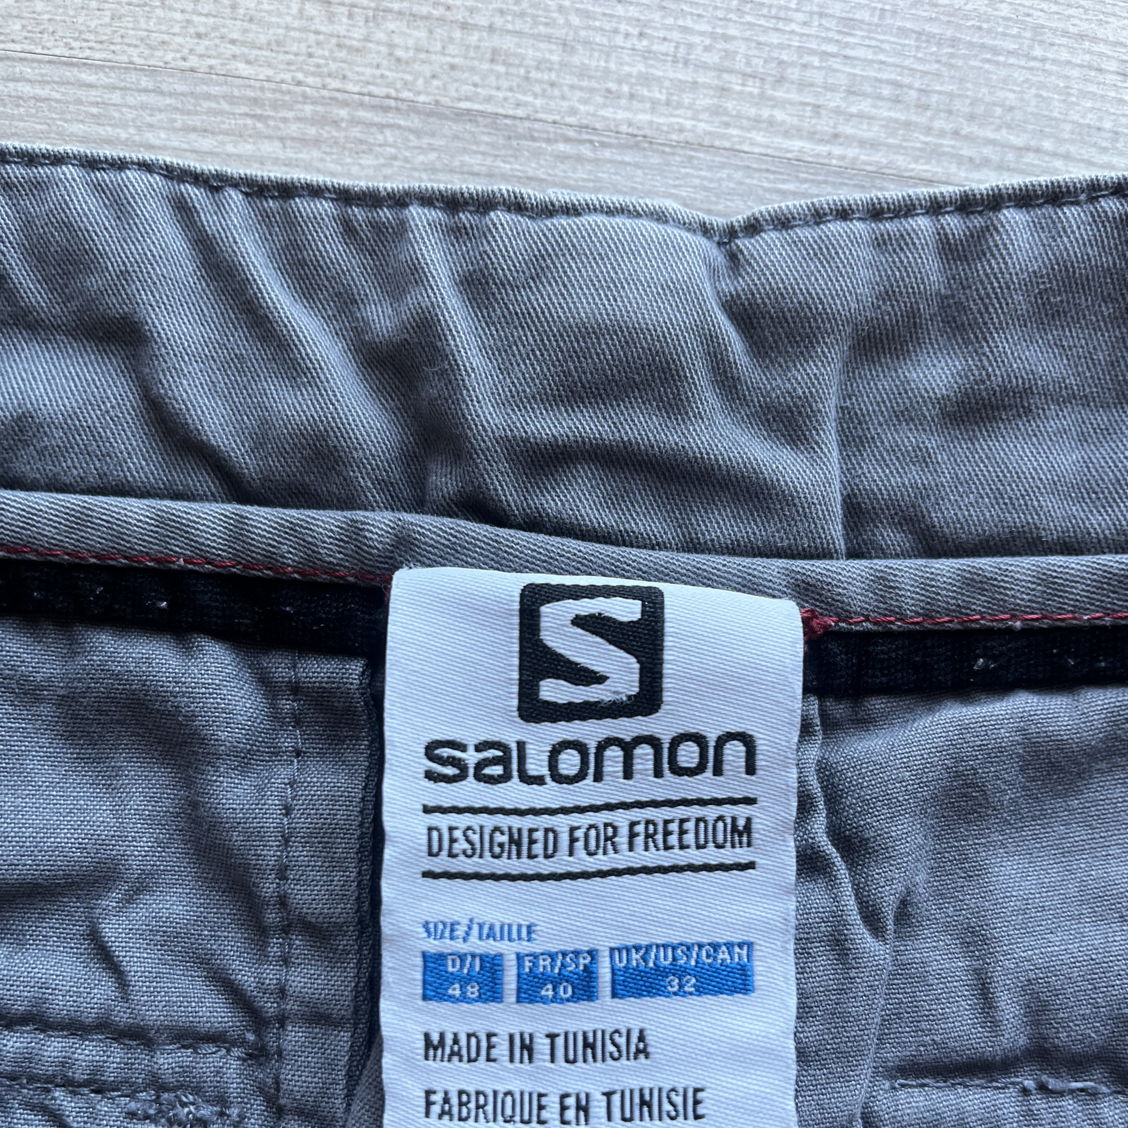 S
SALOMON
DESIGNED FOR FREEDOM
SIZE/TAILLE
D/I FR/SP UK/US/CAN
48 40 32
MADE IN TUNISIA
FABRIQUE EN TUNISIE